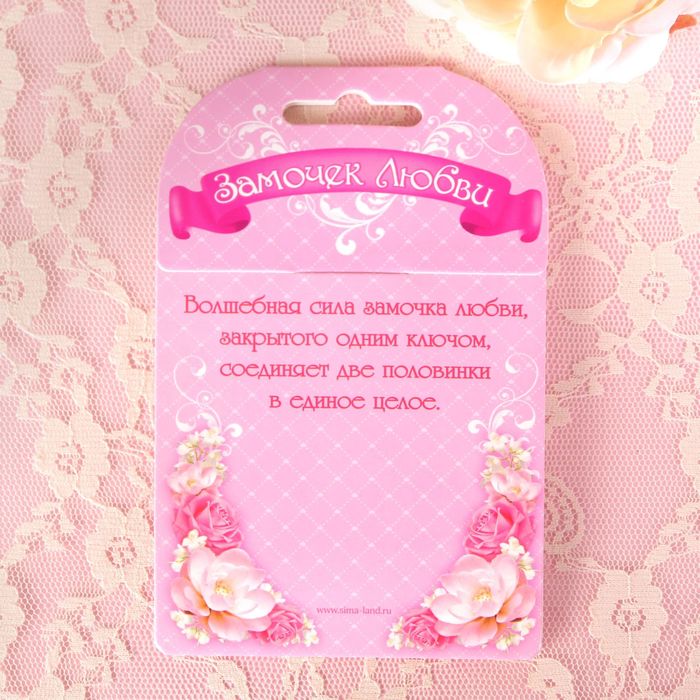 Замочек Любви
Волшебная сила замочка любви,
закрытого одним ключом,
соединяет две половинки
в единое целое.
www.sima-land.ru